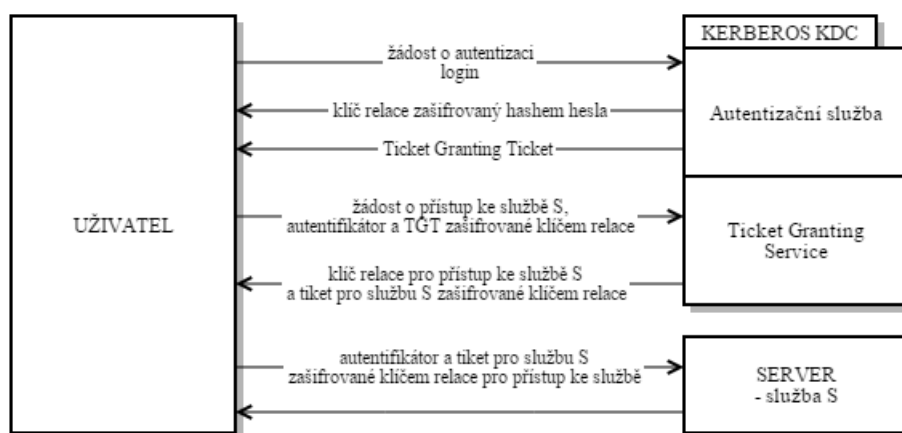 KERBEROS KDC
žádost o autentizaci
login
klíč relace zašifrovaný hashem hesla
Autentizační služba
Ticket Granting Ticket
UŽIVATEL
žádost o přístup ke službě S,
autentifikátor a TGT zašifrované klíčem relace
Ticket Granting
Service
klíč relace pro přístup ke službě S
a tiket pro službu S zašifrované klíčem relace
autentifikátor a tiket pro službu S
zašifrované klíčem relace pro přístup ke službě
SERVER
- služba S